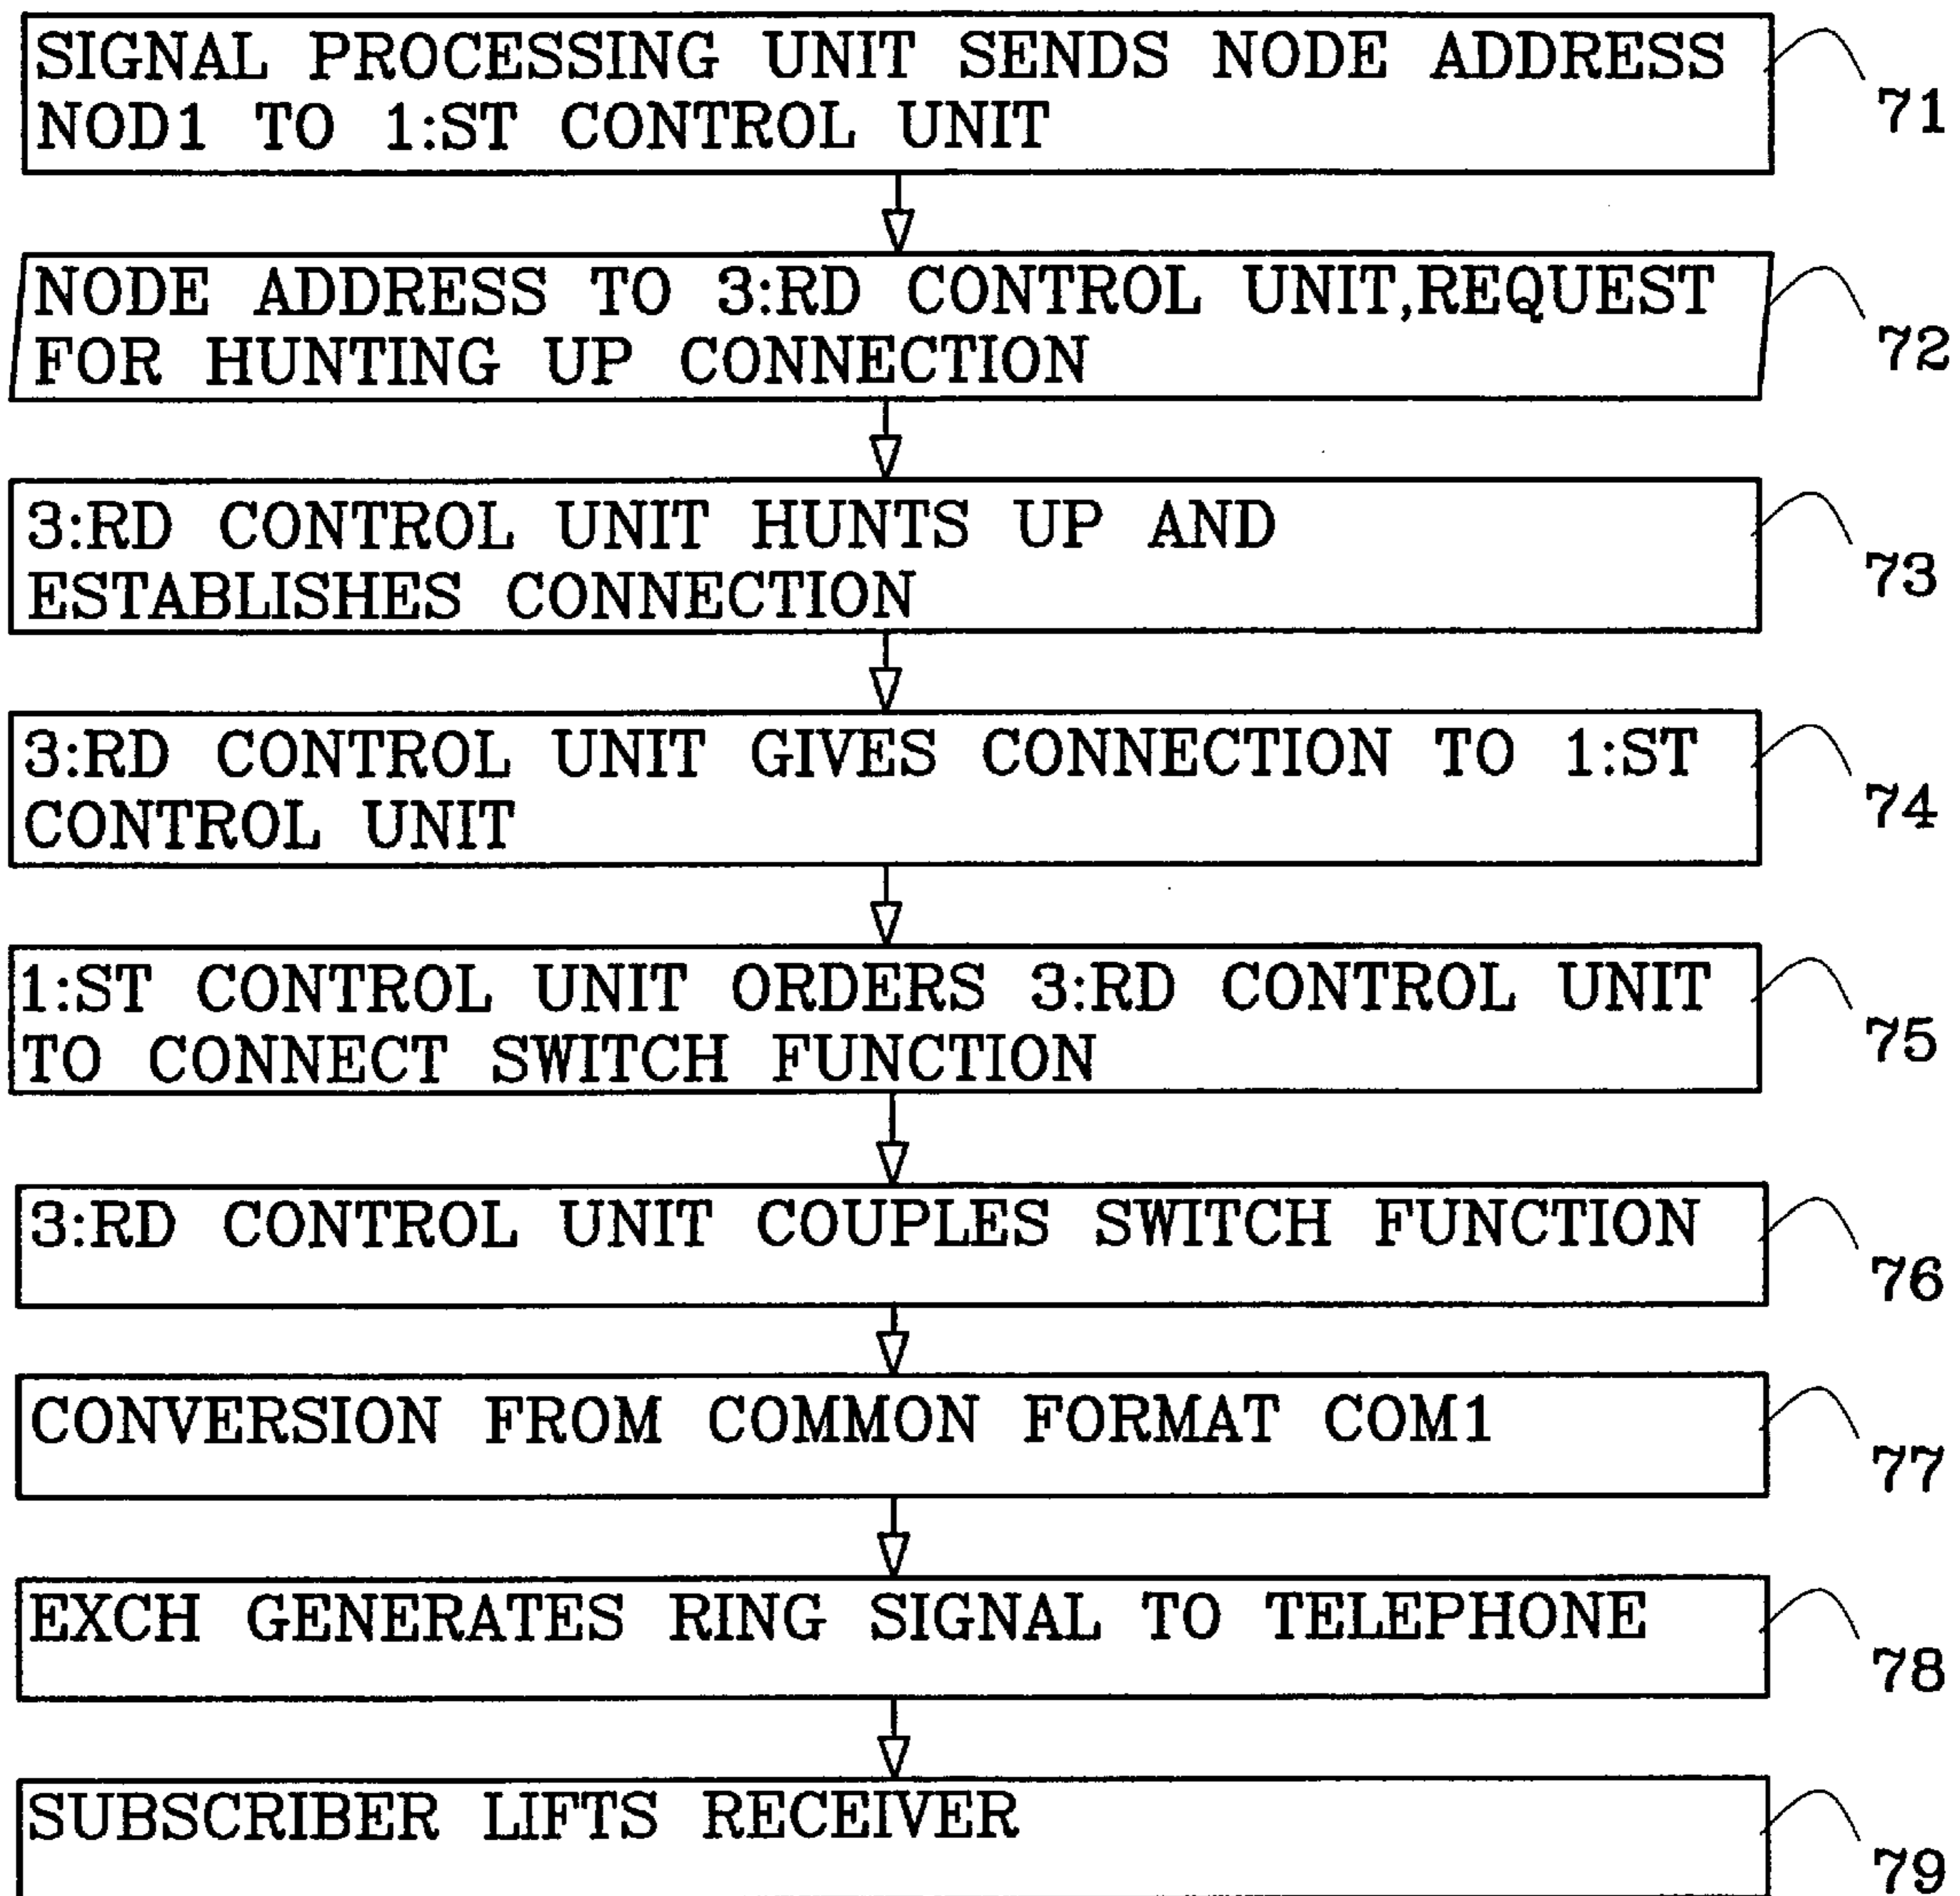 SIGNAL PROCESSING UNIT SENDS NODE ADDRESS
NOD1 TO 1:ST CONTROL UNIT
71
NODE ADDRESS TO 3:RD CONTROL UNIT,REQUEST
FOR HUNTING UP CONNECTION
72
3:RD CONTROL UNIT HUNTS UP AND
ESTABLISHES CONNECTION
73
3:RD CONTROL UNIT GIVES CONNECTION TO 1:ST
CONTROL UNIT
74
1:ST CONTROL UNIT ORDERS 3:RD CONTROL UNIT
TO CONNECT SWITCH FUNCTION
75
3:RD CONTROL UNIT COUPLES SWITCH FUNCTION
76
CONVERSION FROM COMMON FORMAT COM1
77
EXCH GENERATES RING SIGNAL TO TELEPHONE
78
SUBSCRIBER LIFTS RECEIVER
79